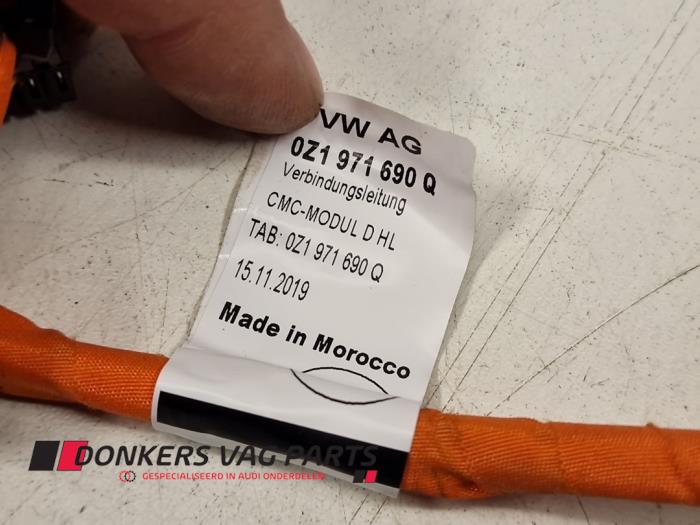 VW AG
0Z1 971 690 Q
Verbindungsleitung
CMC-MODUL D HL
TAB: 0Z1 971 690 Q
15.11.2019
Made in Morocco
DONKERS VAG PARTS
GESPECIALISEERD IN AUDI ONDERDELEN